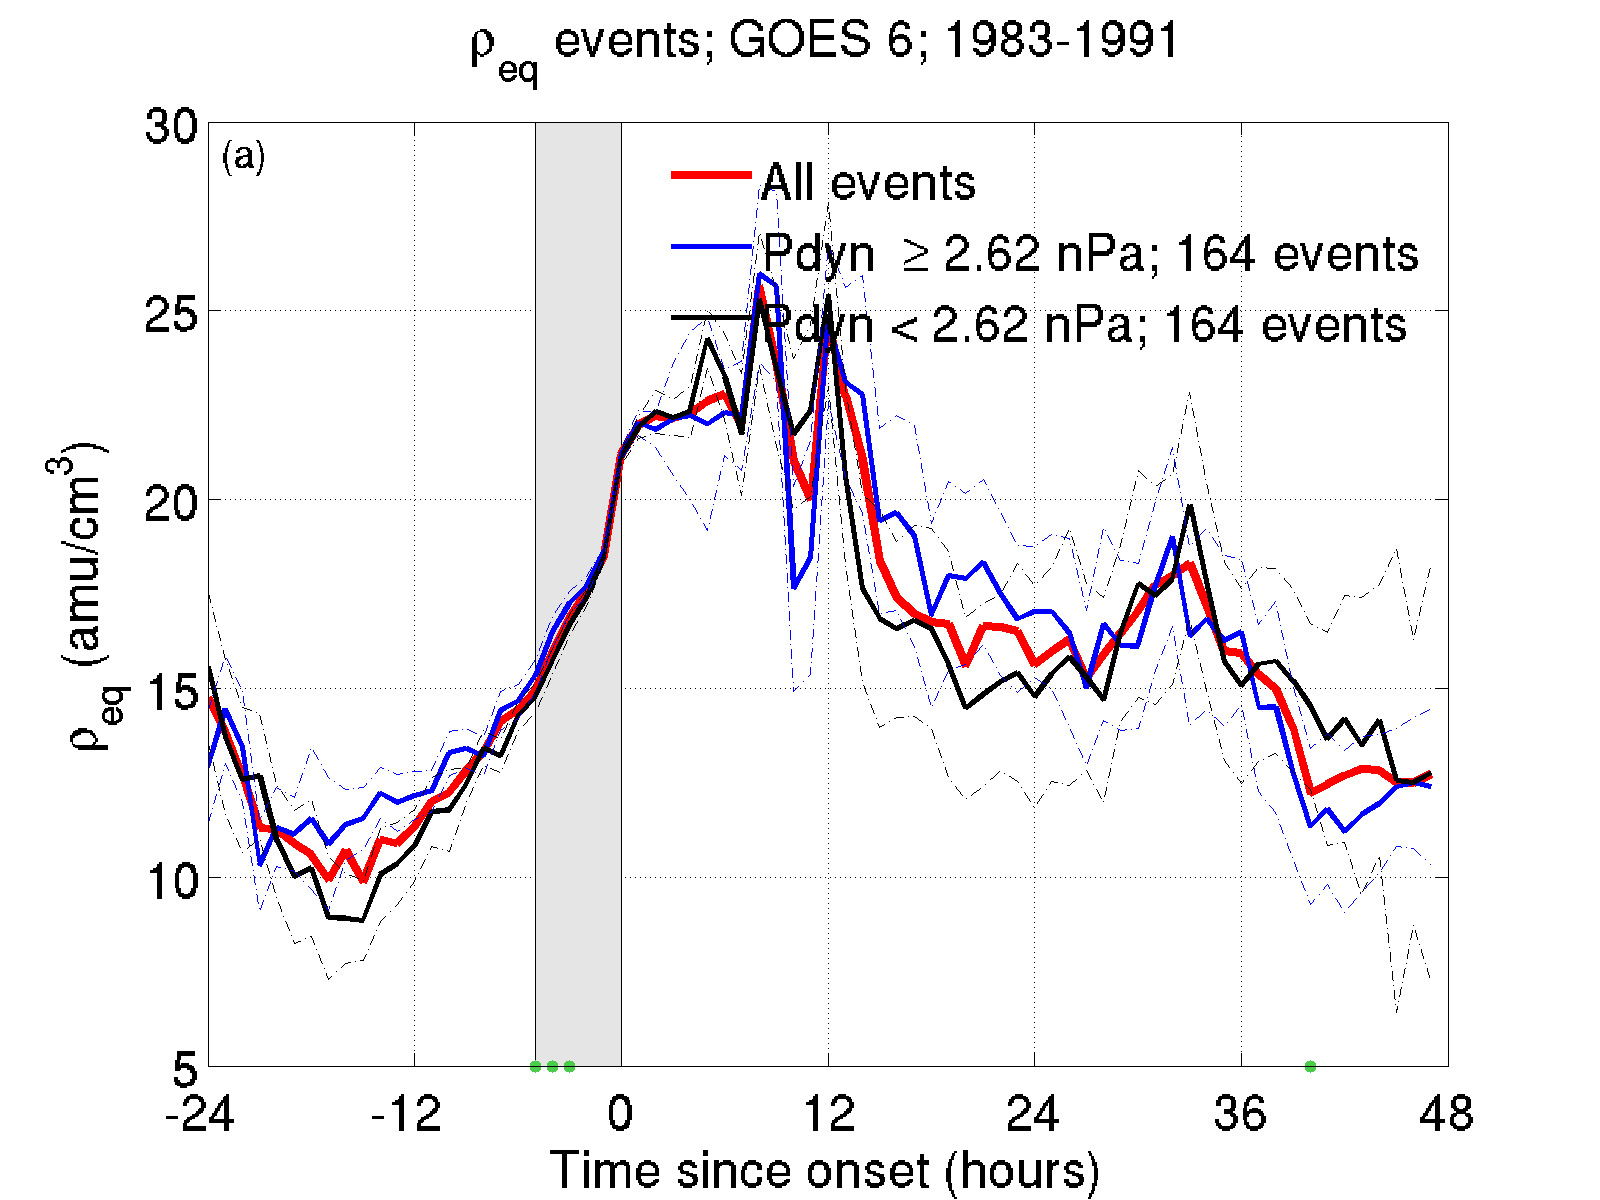 ρeq events; GOES 6; 1983-1991
(a)
All events
Pdyn ≥ 2.62 nPa; 164 events
Pdyn < 2.62 nPa; 164 events
30
25
20
15
10
5
ρeq (amu/cm3)
-24 -12 0 12 24 36 48
Time since onset (hours)